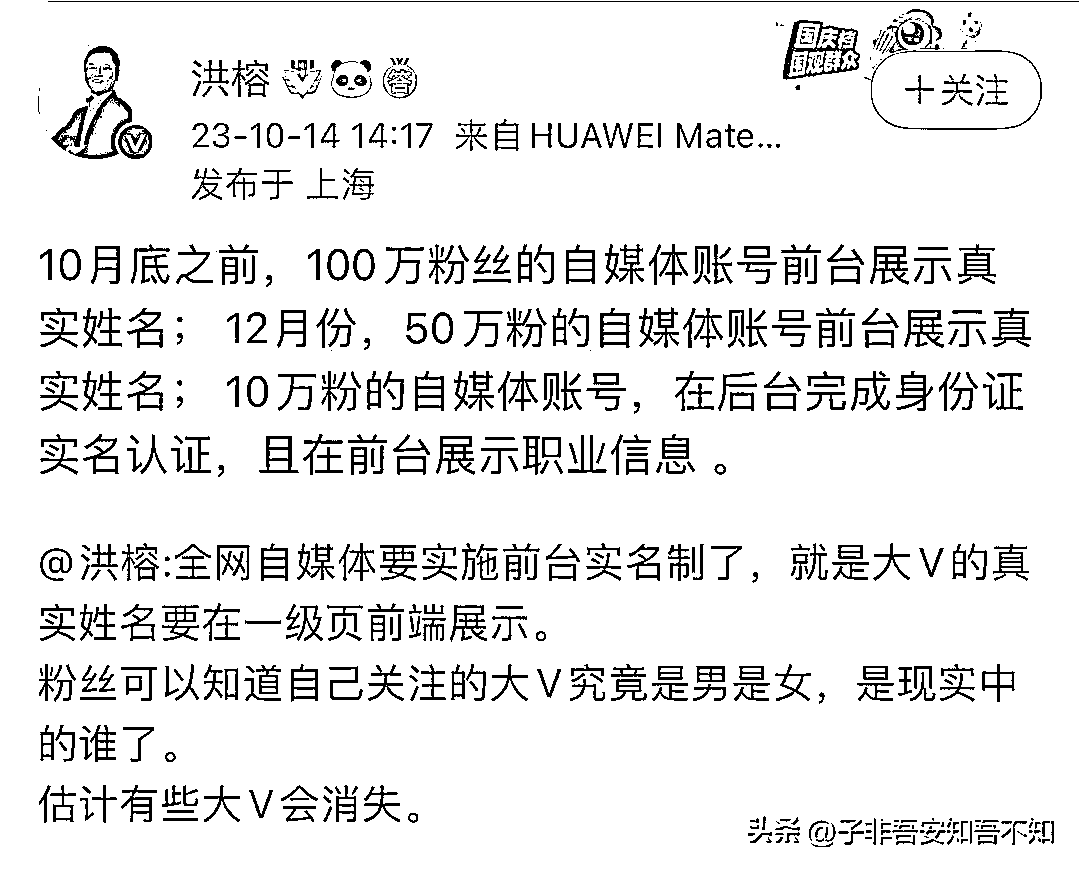 国庆档
围观群众
洪榕
十关注
23-10-14 14:17 来自HUAWEI Mate...
发布于 上海
10月底之前，100万粉丝的自媒体账号前台展示真
实姓名； 12月份，50万粉的自媒体账号前台展示真
实姓名； 10万粉的自媒体账号，在后台完成身份证
实名认证，且在前台展示职业信息 。
@洪榕:全网自媒体要实施前台实名制了，就是大V的真
实姓名要在一级页前端展示。
粉丝可以知道自己关注的大V究竟是男是女，是现实中
的谁了。
估计有些大V会消失。
头条 @子非吾安知吾不知